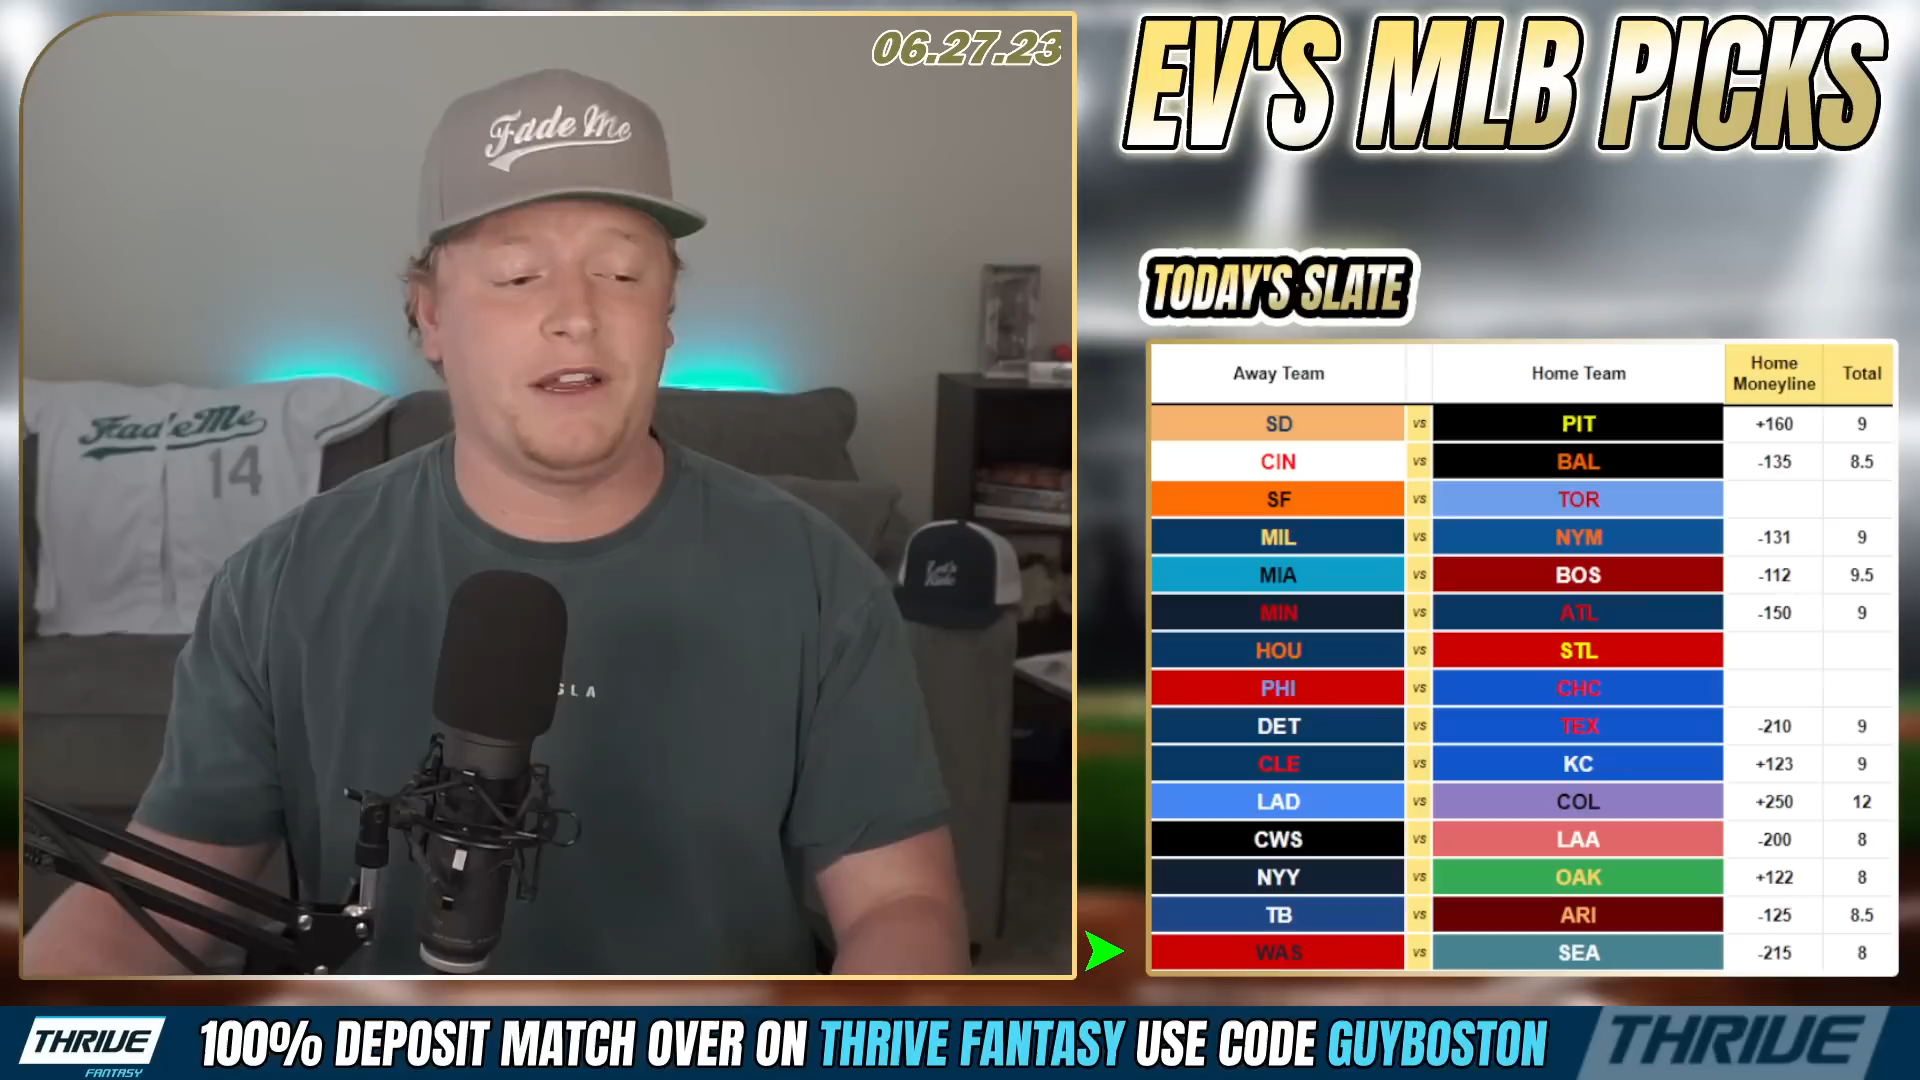 06.27.23
EV'S MLB PICKS
Fade Me
TODAY'S SLATE
Away Team Home Team Home Moneyline Total
SD vs PIT +160 9
CIN vs BAL -135 8.5
SF vs TOR
MIL vs NYM -131 9
MIA vs BOS -112 9.5
MIN vs ATL -150 9
HOU vs STL
PHI vs CHC
DET vs TEX -210 9
CLE vs KC +123 9
LAD vs COL +250 12
CWS vs LAA -200 8
NYY vs OAK +122 8
TB vs ARI -125 8.5
WAS vs SEA -215 8
Fade Me
14
SLA
THRIVE
FANTASY
100% DEPOSIT MATCH OVER ON THRIVE FANTASY USE CODE GUYBOSTON
THRIVE